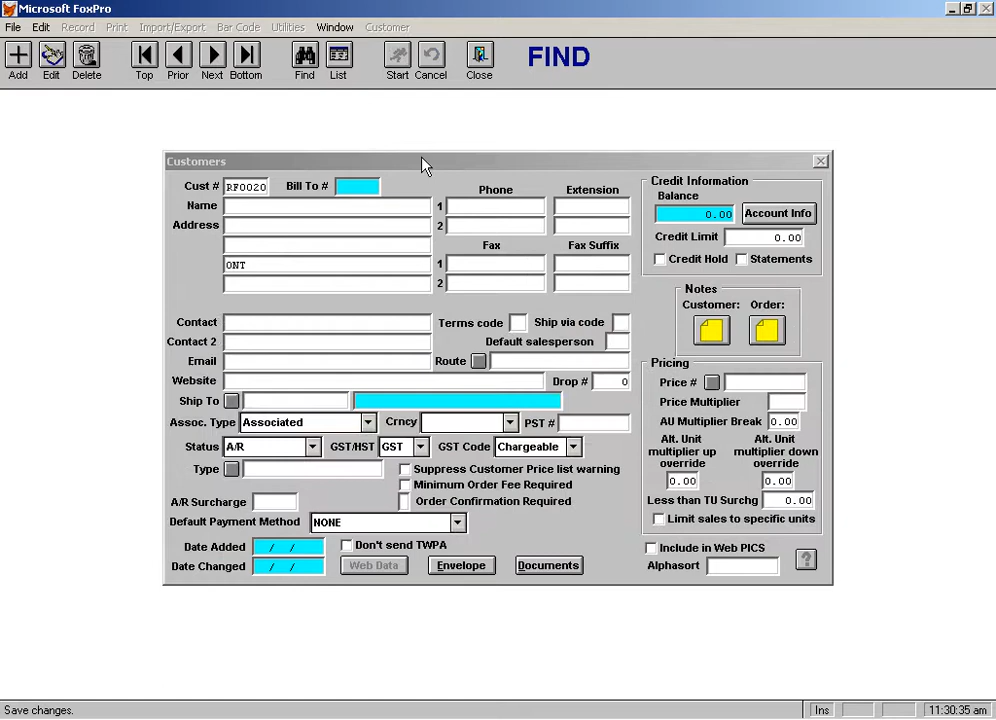 Microsoft FoxPro
File Edit Record Print Import/Export Bar Code Utilities Window Customer
Add Edit Delete Top Prior Next Bottom Find List Start Cancel Close FIND
Customers
Cust # RF0020 Bill To #
Name
Address
ONT
Phone Extension
1
2
Fax Fax Suffix
1
2
Contact
Contact 2
Email
Website
Terms code Ship via code
Default salesperson
Route
Drop # 0
Ship To
Assoc. Type Associated Crncy PST #
Status A/R GST/HST GST GST Code Chargeable
Type
Suppress Customer Price list warning
Minimum Order Fee Required
A/R Surcharge Order Confirmation Required
Default Payment Method NONE
Date Added / / Don't send TWPA
Date Changed / / Web Data Envelope Documents
Credit Information
Balance
0.00 Account Info
Credit Limit 0.00
Credit Hold Statements
Notes
Customer: Order:
Pricing
Price #
Price Multiplier
AU Multiplier Break 0.00
Alt. Unit multiplier up override
Alt. Unit multiplier down override
0.00 0.00
Less than TU Surchg 0.00
Limit sales to specific units
Include in Web PICS
Alphasort ?
Save changes. Ins 11:30:35 am